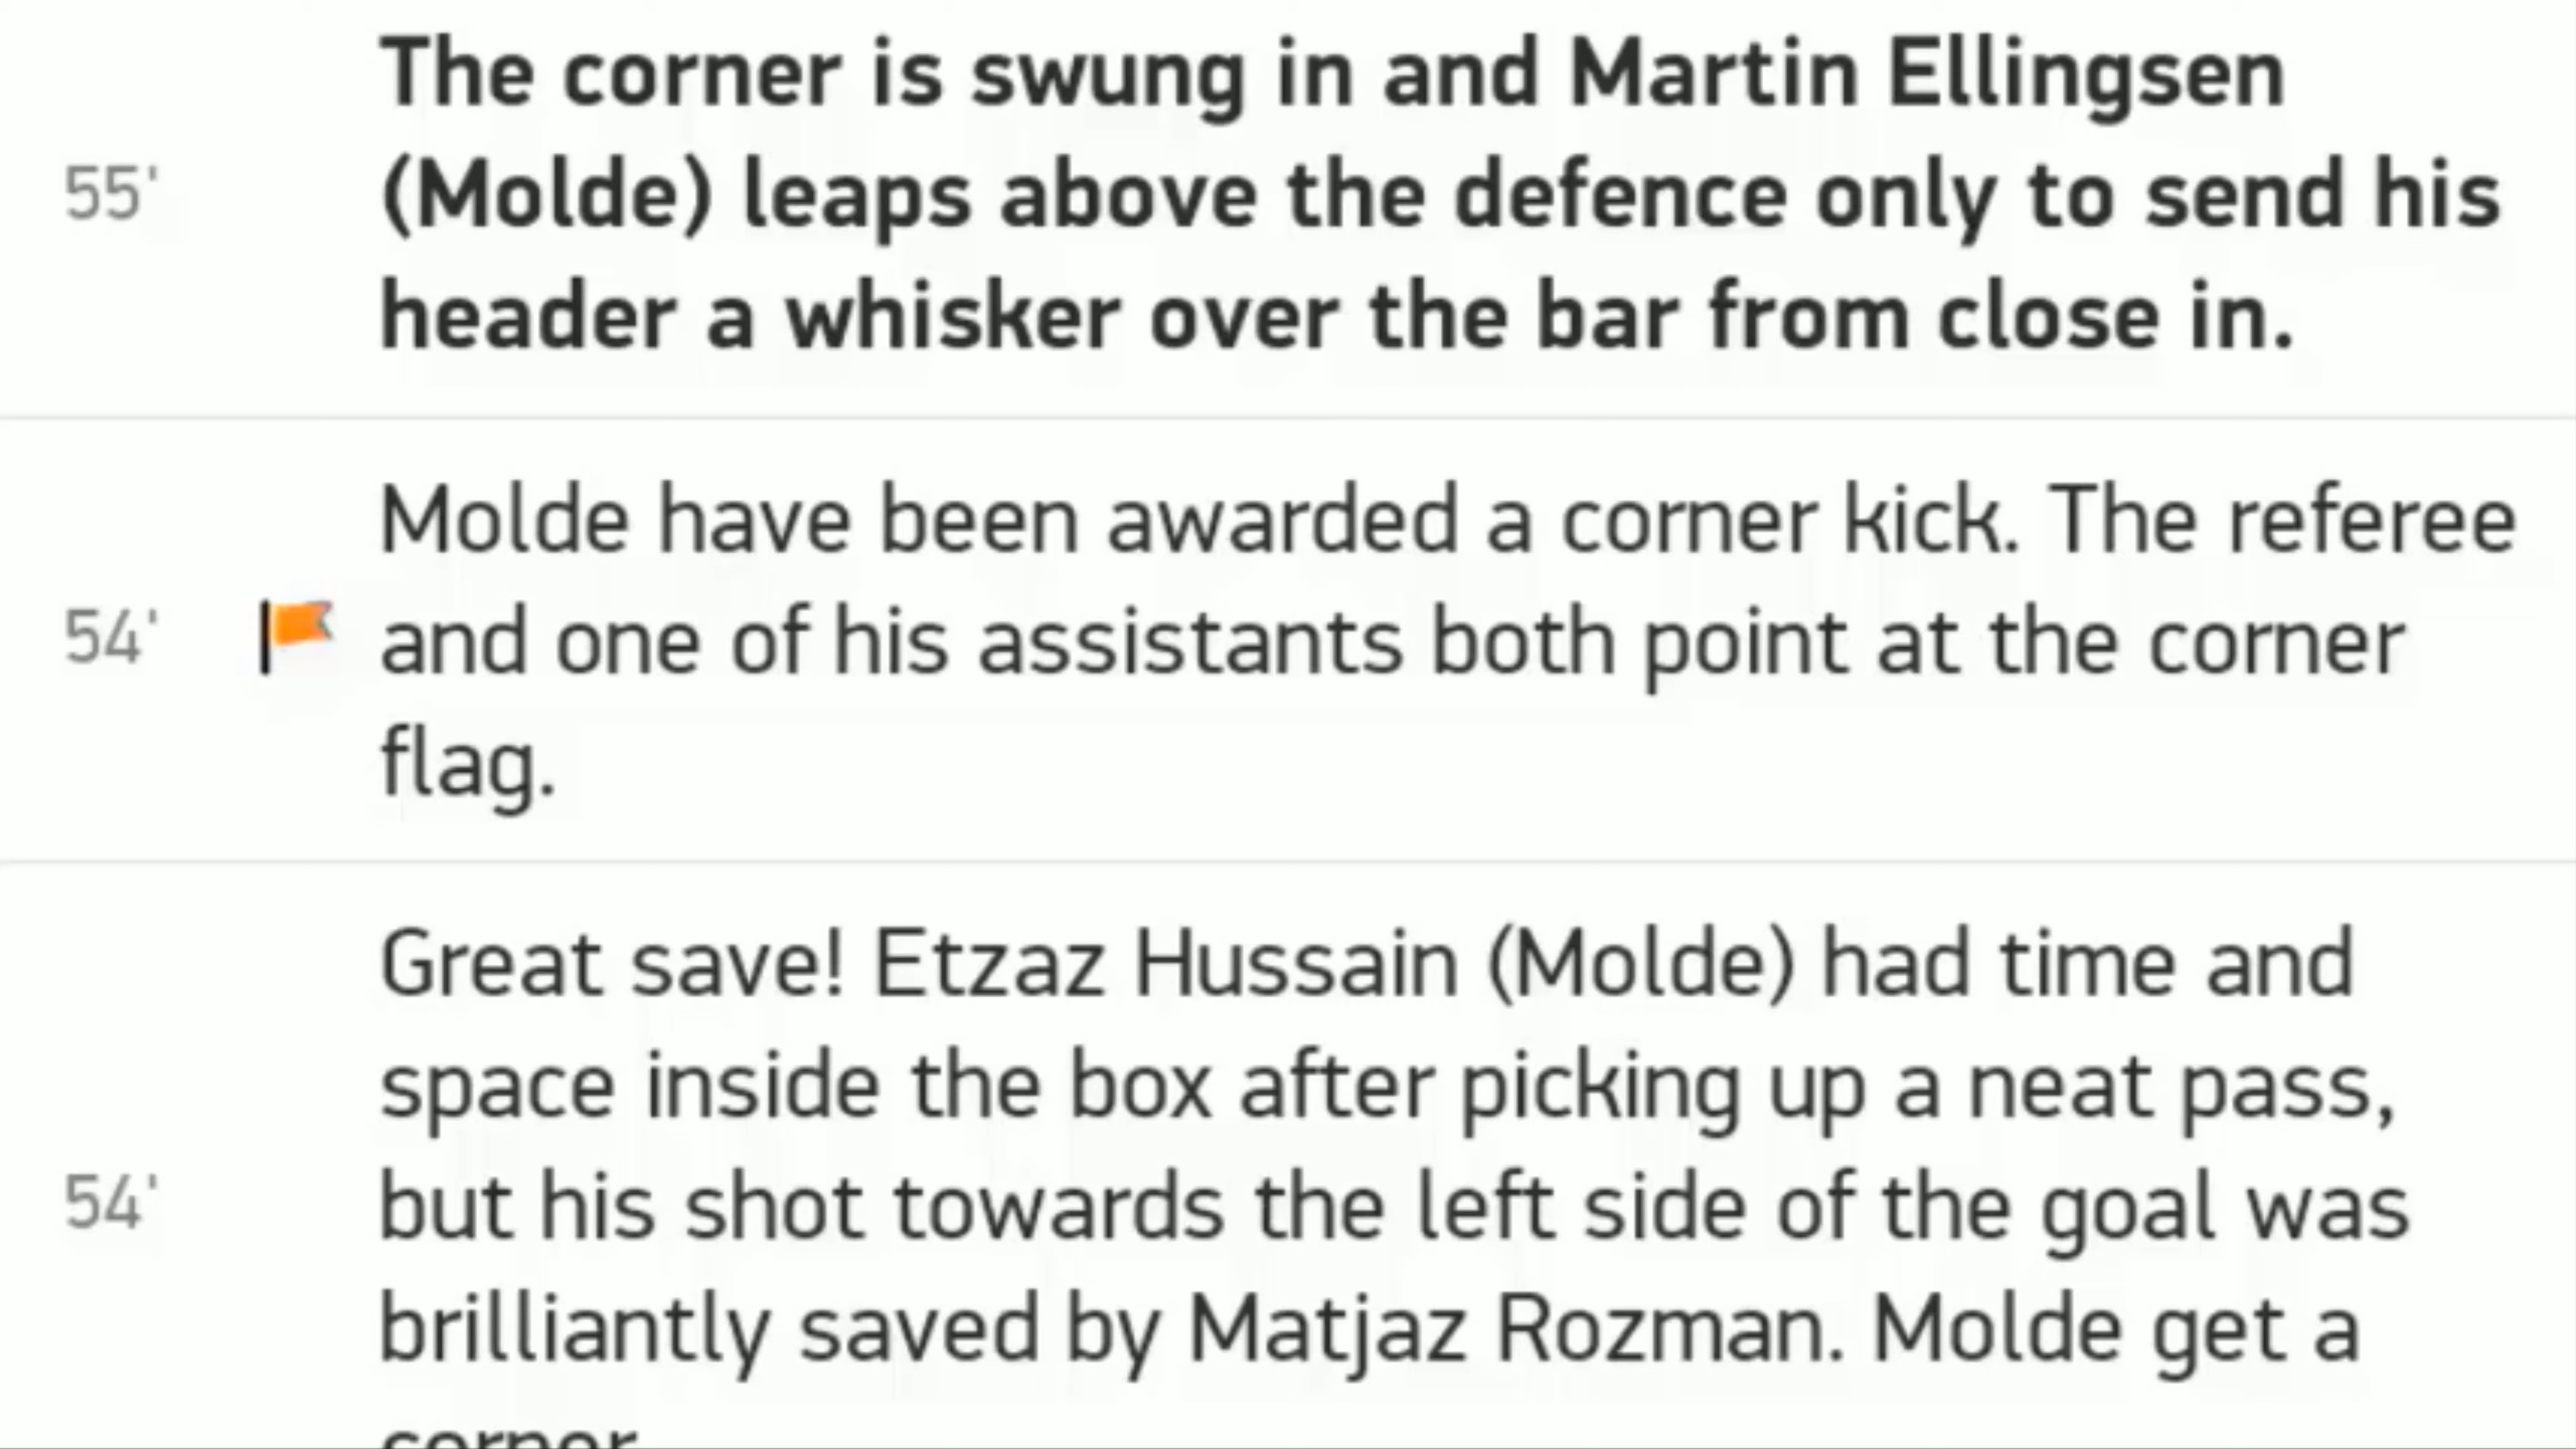 The corner is swung in and Martin Ellingsen
55'
(Molde) leaps above the defence only to send his
header a whisker over the bar from close in.
Molde have been awarded a corner kick. The referee
54'
and one of his assistants both point at the corner
flag.
Great save! Etzaz Hussain (Molde) had time and
space inside the box after picking up a neat pass,
54'
but his shot towards the left side of the goal was
brilliantly saved by Matjaz Rozman. Molde get a
corner